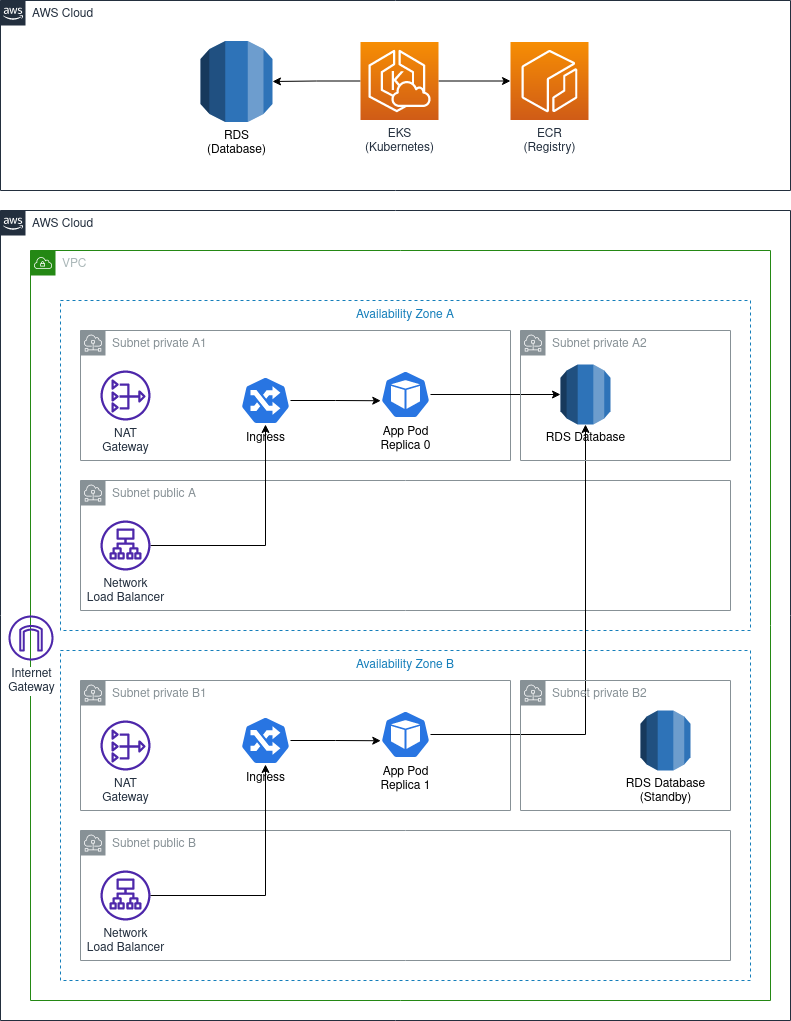 aws AWS Cloud
RDS
(Database)
EKS
(Kubernetes)
ECR
(Registry)
aws AWS Cloud
VPC
Availability Zone A
Subnet private A1
Subnet private A2
NAT
Gateway
Ingress
App Pod
Replica 0
RDS Database
Subnet public A
Network
Load Balancer
Internet
Gateway
Availability Zone B
Subnet private B1
Subnet private B2
NAT
Gateway
Ingress
App Pod
Replica 1
RDS Database
(Standby)
Subnet public B
Network
Load Balancer